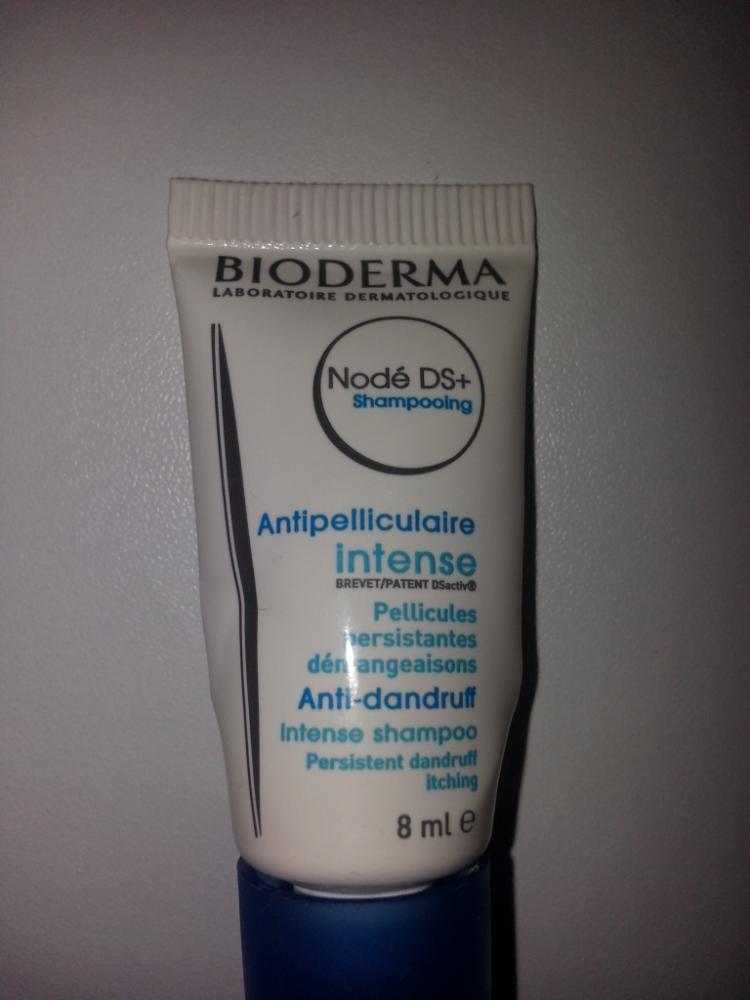 BIODERMA
LABORATOIRE DERMATOLOGIQUE
Nodé DS+
Shampooing
Antipelliculaire
intense
BREVET/PATENT DSactiv®
Pellicules
persistantes
démangeaisons
Anti-dandruff
Intense shampoo
Persistent dandruff
itching
8 ml e